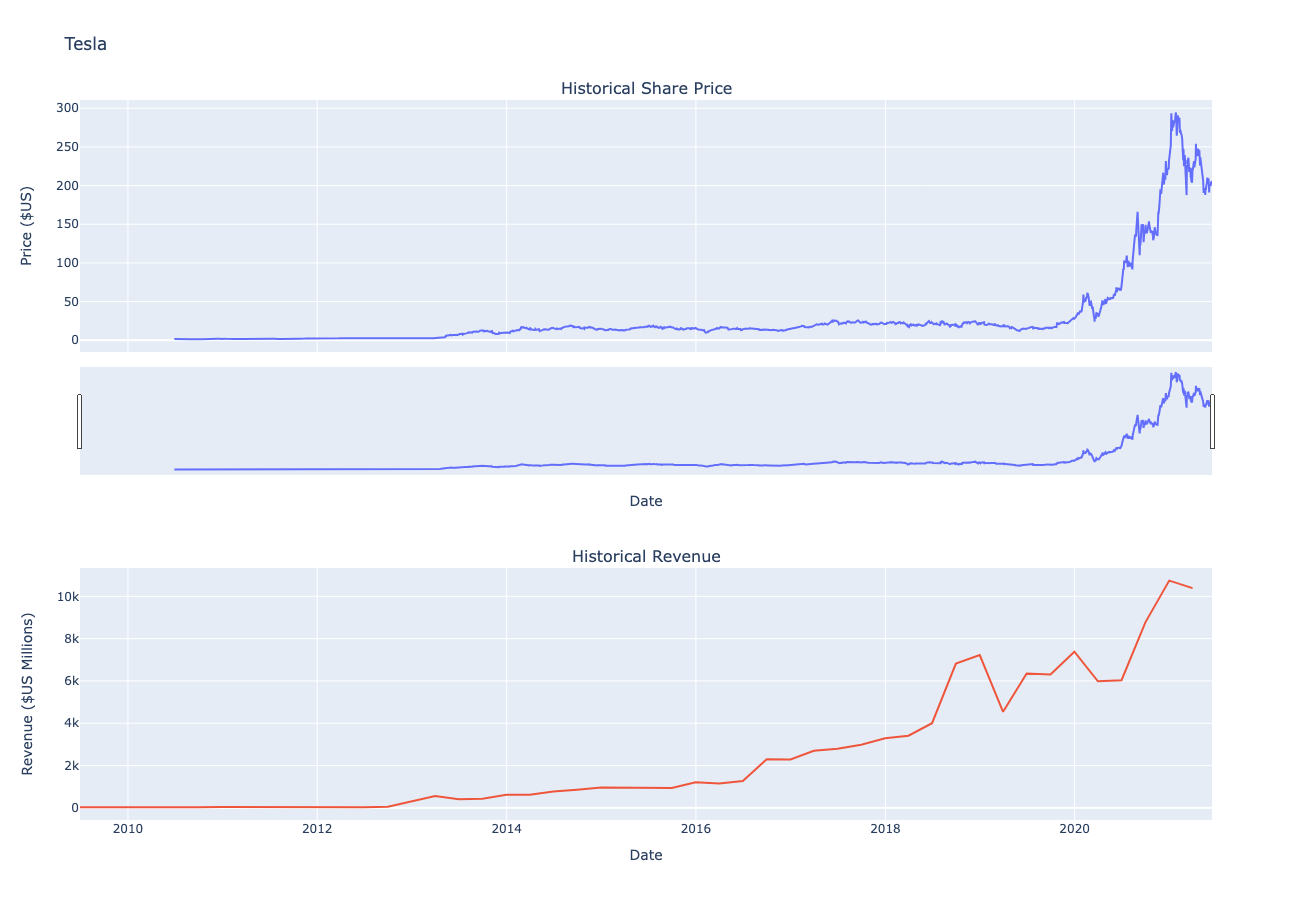 Tesla
Historical Share Price
300
250
200
150
100
50
0
Price ($US)
Date
Historical Revenue
10k
8k
6k
4k
2k
0
Revenue ($US Millions)
2010 2012 2014 2016 2018 2020
Date